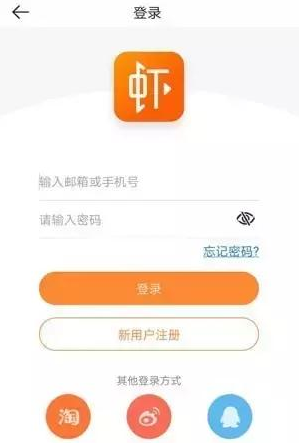 登录
虾
输入邮箱或手机号
请输入密码
忘记密码?
登录
新用户注册
其他登录方式
淘